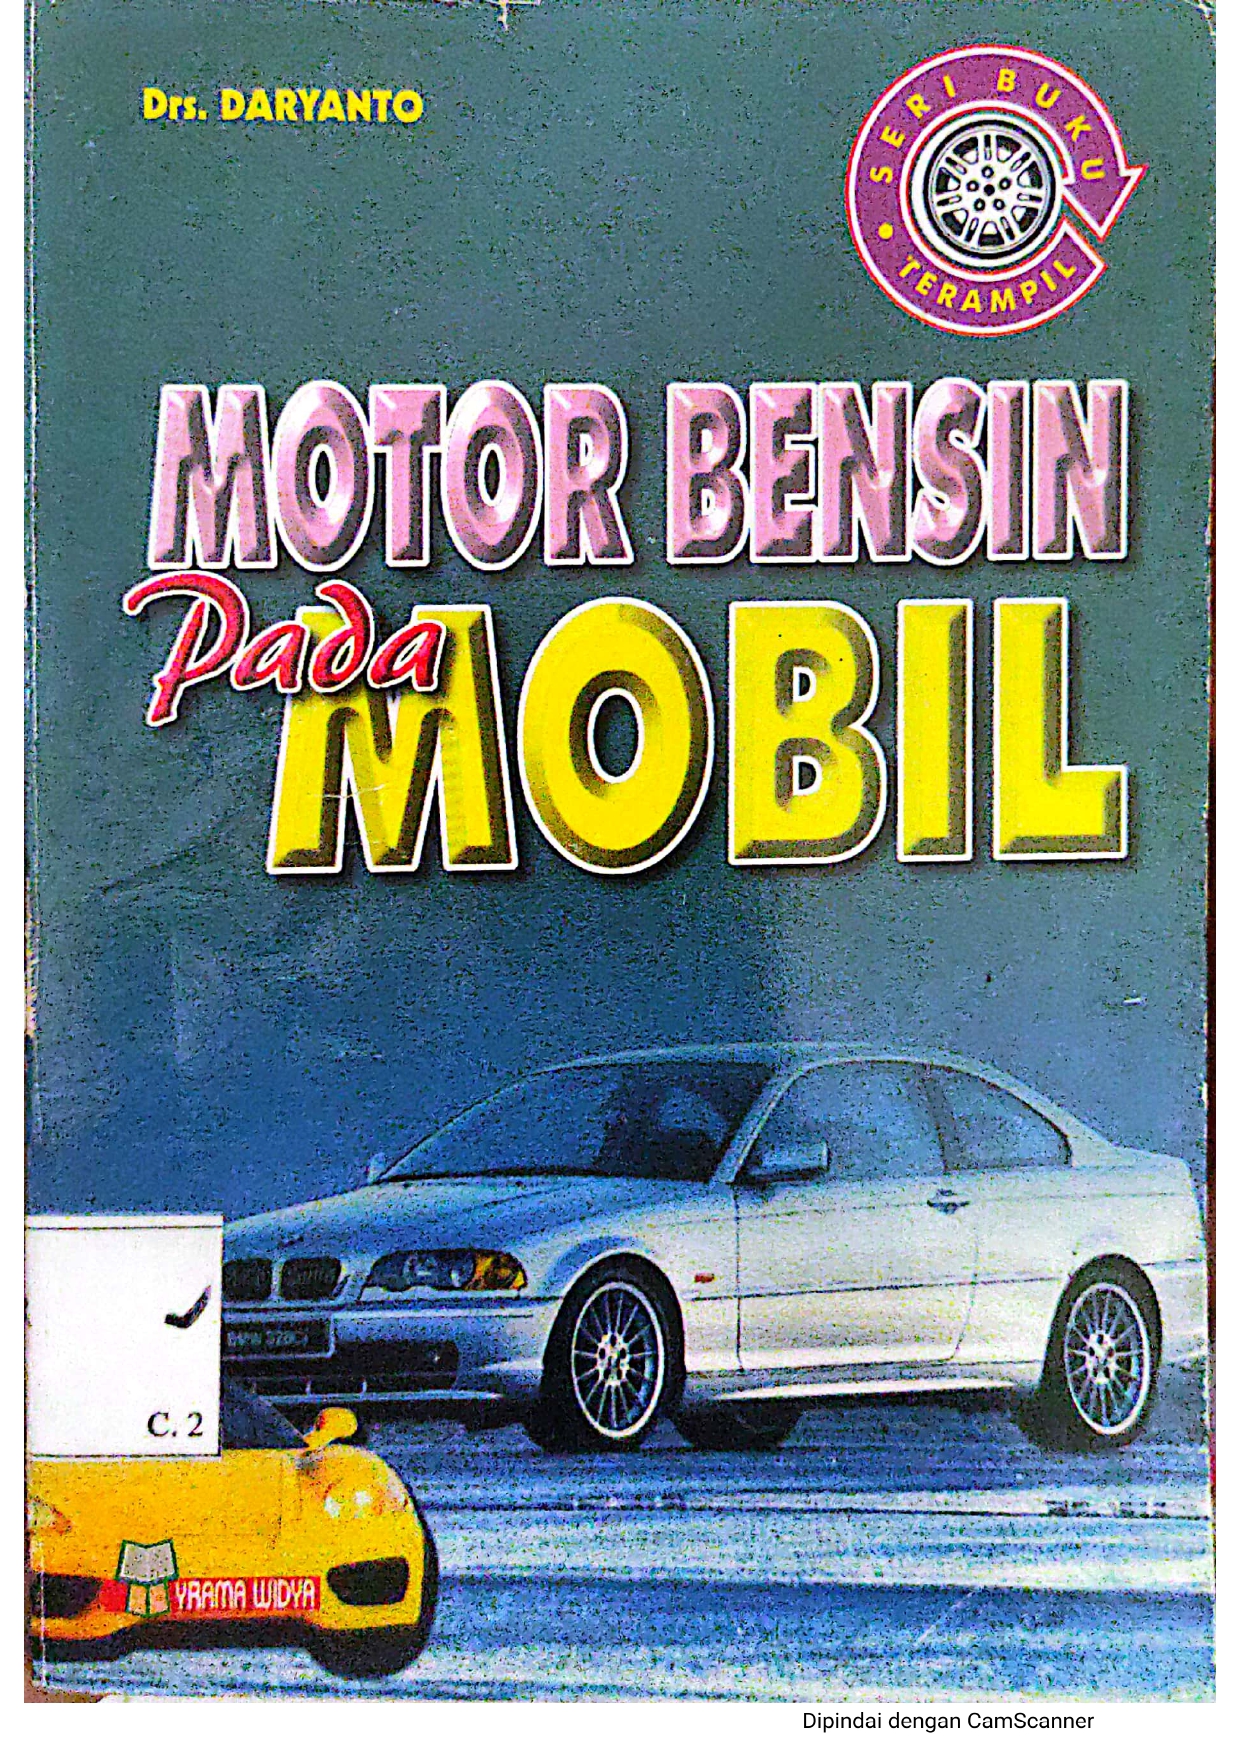 Drs. DARYANTO
SERI BUKU
• TERAMPIL
MOTOR BENSIN
Pada
MOBIL
C. 2
YRAMA WIDYA
Dipindai dengan CamScanner